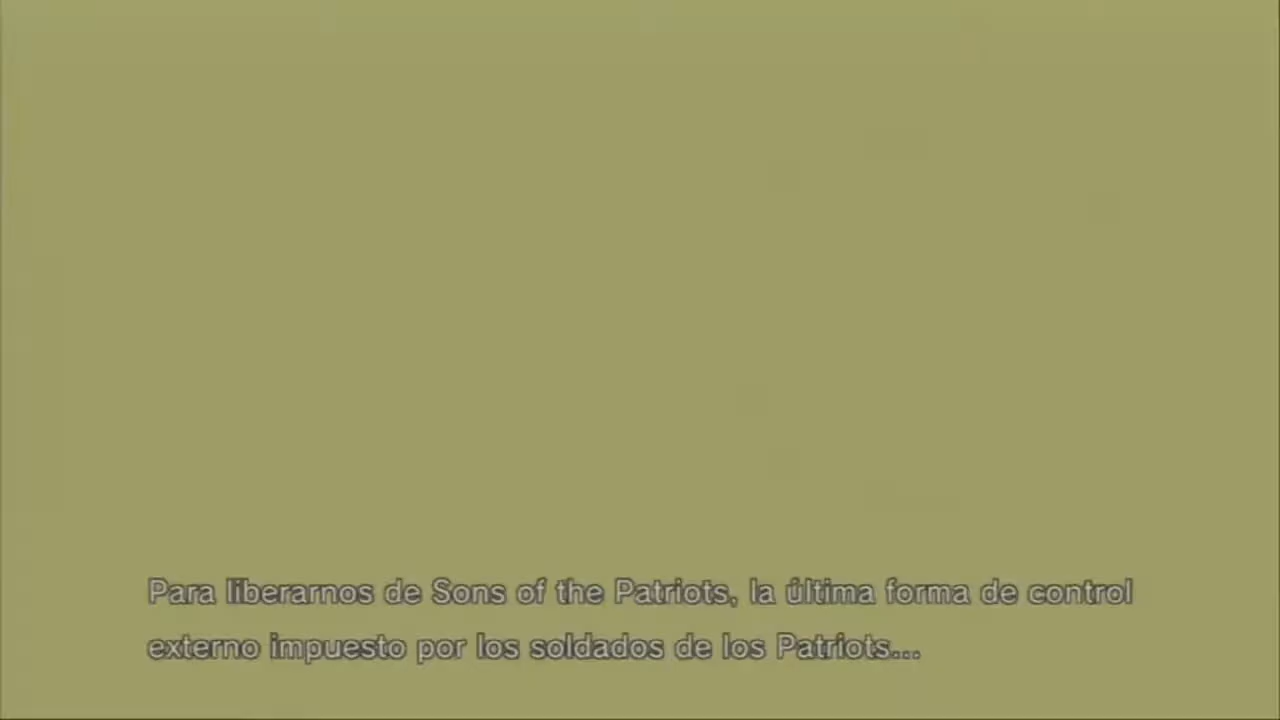 Para liberarnos de Sons of the Patriots, la última forma de control
externo impuesto por los soldados de los Patriots...